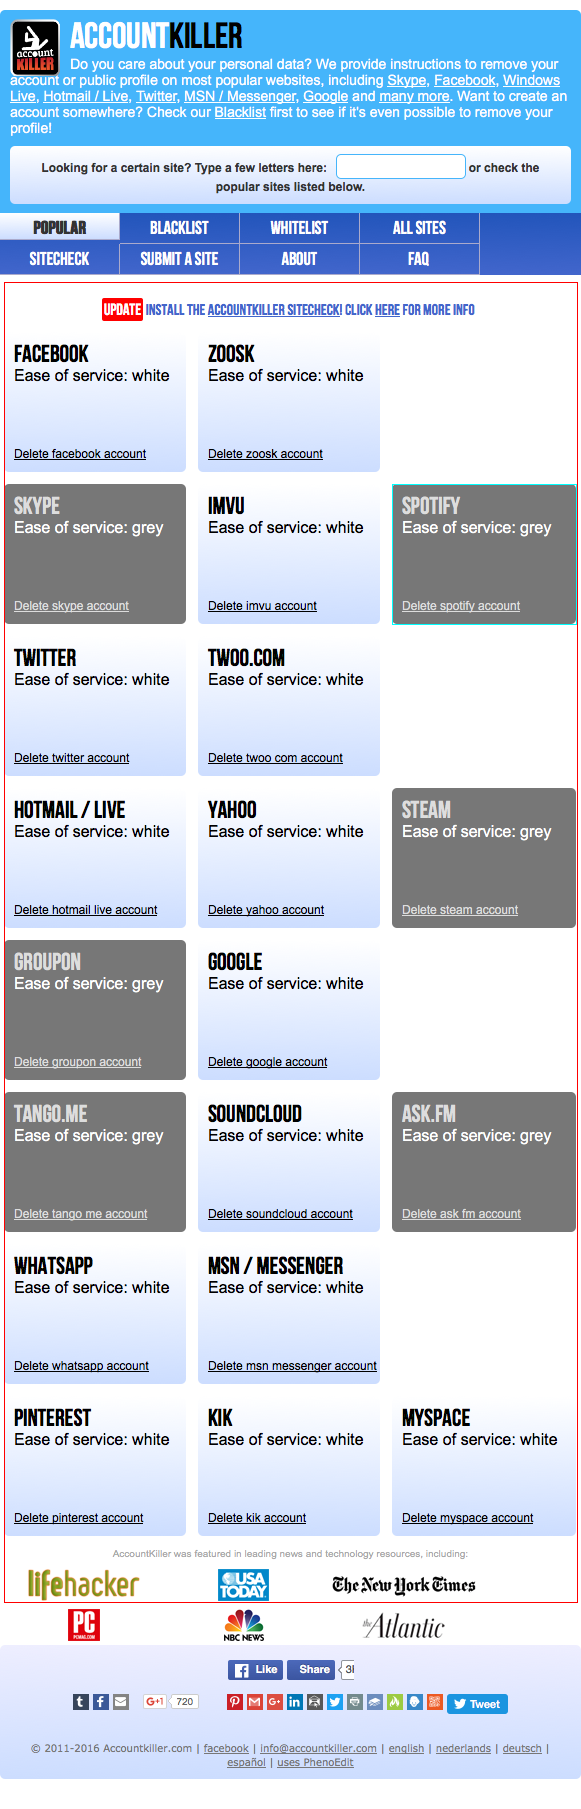 account
KILLER
ACCOUNTKILLER
Do you care about your personal data? We provide instructions to remove your
account or public profile on most popular websites, including Skype, Facebook, Windows
Live, Hotmail / Live, Twitter, MSN / Messenger, Google and many more. Want to create an
account somewhere? Check our Blacklist first to see if it's even possible to remove your
profile!
Looking for a certain site? Type a few letters here: or check the
popular sites listed below.
POPULAR BLACKLIST WHITELIST ALL SITES
SITECHECK SUBMIT A SITE ABOUT FAQ
UPDATE INSTALL THE ACCOUNTKILLER SITECHECK! CLICK HERE FOR MORE INFO
FACEBOOK ZOOSK
Ease of service: white Ease of service: white
Delete facebook account Delete zoosk account
SKYPE IMVU SPOTIFY
Ease of service: grey Ease of service: white Ease of service: grey
Delete skype account Delete imvu account Delete spotify account
TWITTER TWOO.COM
Ease of service: white Ease of service: white
Delete twitter account Delete twoo com account
HOTMAIL / LIVE YAHOO STEAM
Ease of service: white Ease of service: white Ease of service: grey
Delete hotmail live account Delete yahoo account Delete steam account
GROUPON GOOGLE
Ease of service: grey Ease of service: white
Delete groupon account Delete google account
TANGO.ME SOUNDCLOUD ASK.FM
Ease of service: grey Ease of service: white Ease of service: grey
Delete tango me account Delete soundcloud account Delete ask fm account
WHATSAPP MSN / MESSENGER
Ease of service: white Ease of service: white
Delete whatsapp account Delete msn messenger account
PINTEREST KIK MYSPACE
Ease of service: white Ease of service: white Ease of service: white
Delete pinterest account Delete kik account Delete myspace account
AccountKiller was featured in leading news and technology resources, including:
lifehacker USA TODAY The New York Times
PC PCMAG.COM NBC NEWS the Atlantic
Like Share
G+1 720 Tweet
© 2011-2016 Accountkiller.com | facebook | info@accountkiller.com | english | nederlands | deutsch |
español | uses PhenoEdit